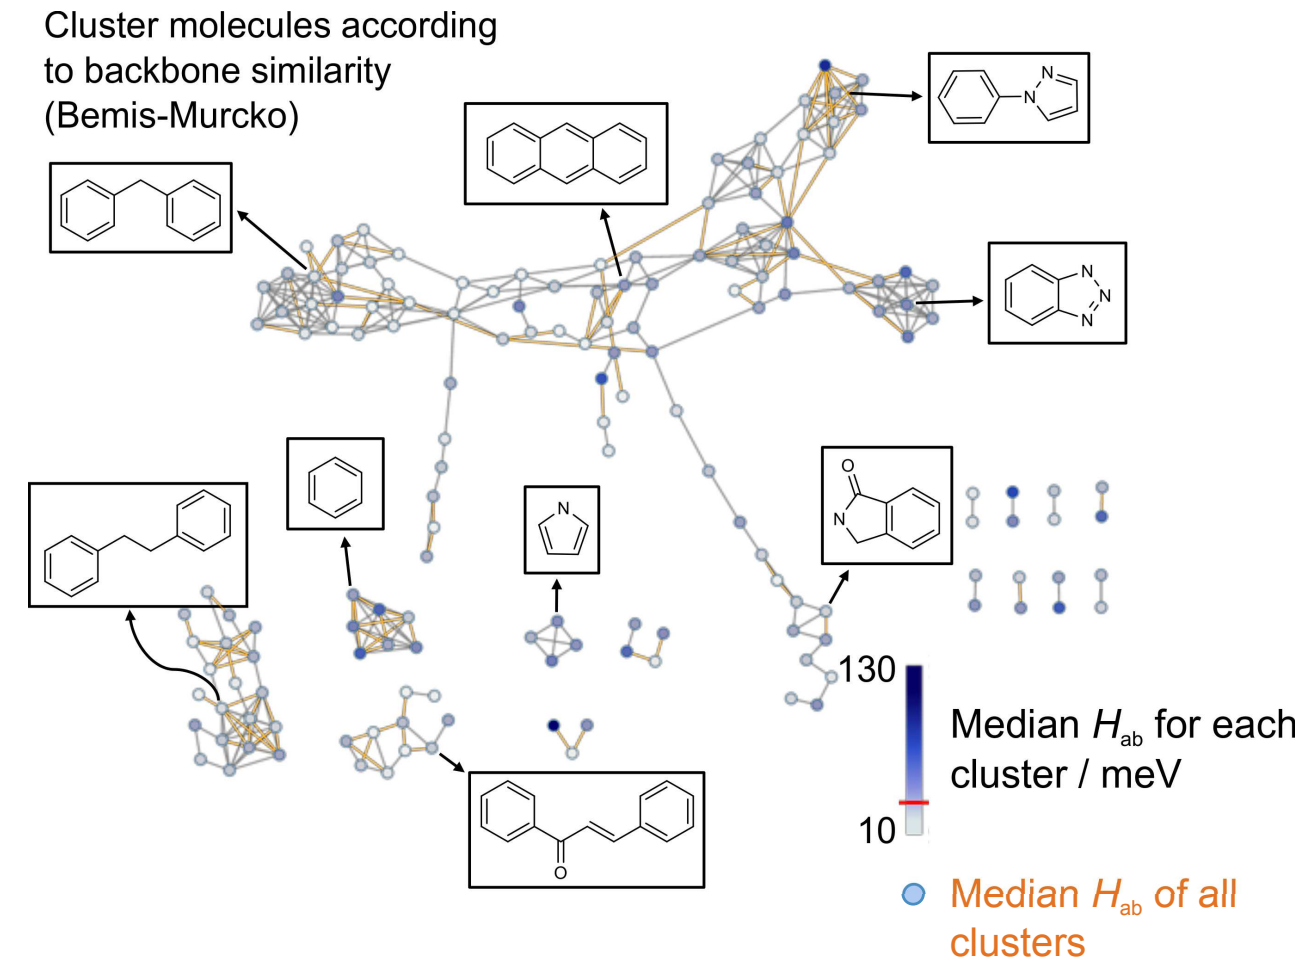 Cluster molecules according
to backbone similarity
(Bemis-Murcko)
N
N
N
N
N
O
N
N
O
130
10
Median Hab for each
cluster / meV
Median Hab of all
clusters